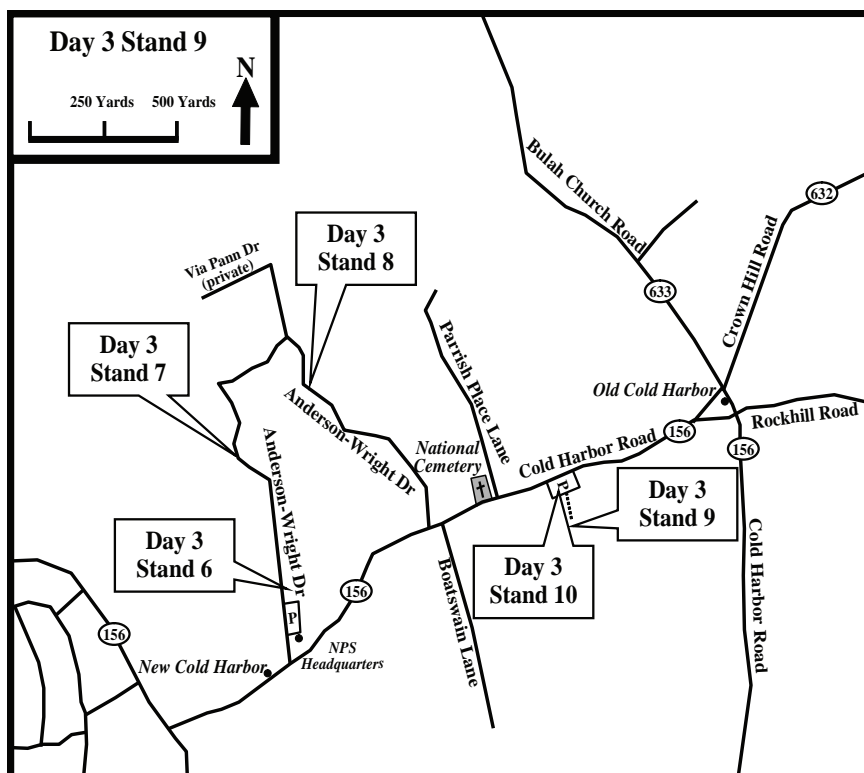 Day 3 Stand 9
N
250 Yards
500 Yards
Bulah Church Road
632
Crown Hill Road
633
Via Pann Dr
(private)
Day 3
Stand 8
Day 3
Stand 7
Parrish Place Lane
Old Cold Harbor
Anderson-Wright Dr
Rockhill Road
156
156
Cold Harbor Road
National
Cemetery
Anderson-Wright Dr
P
Day 3
Stand 9
Day 3
Stand 6
Day 3
Stand 10
Boatswain Lane
Cold Harbor Road
156
P
156
NPS
Headquarters
New Cold Harbor